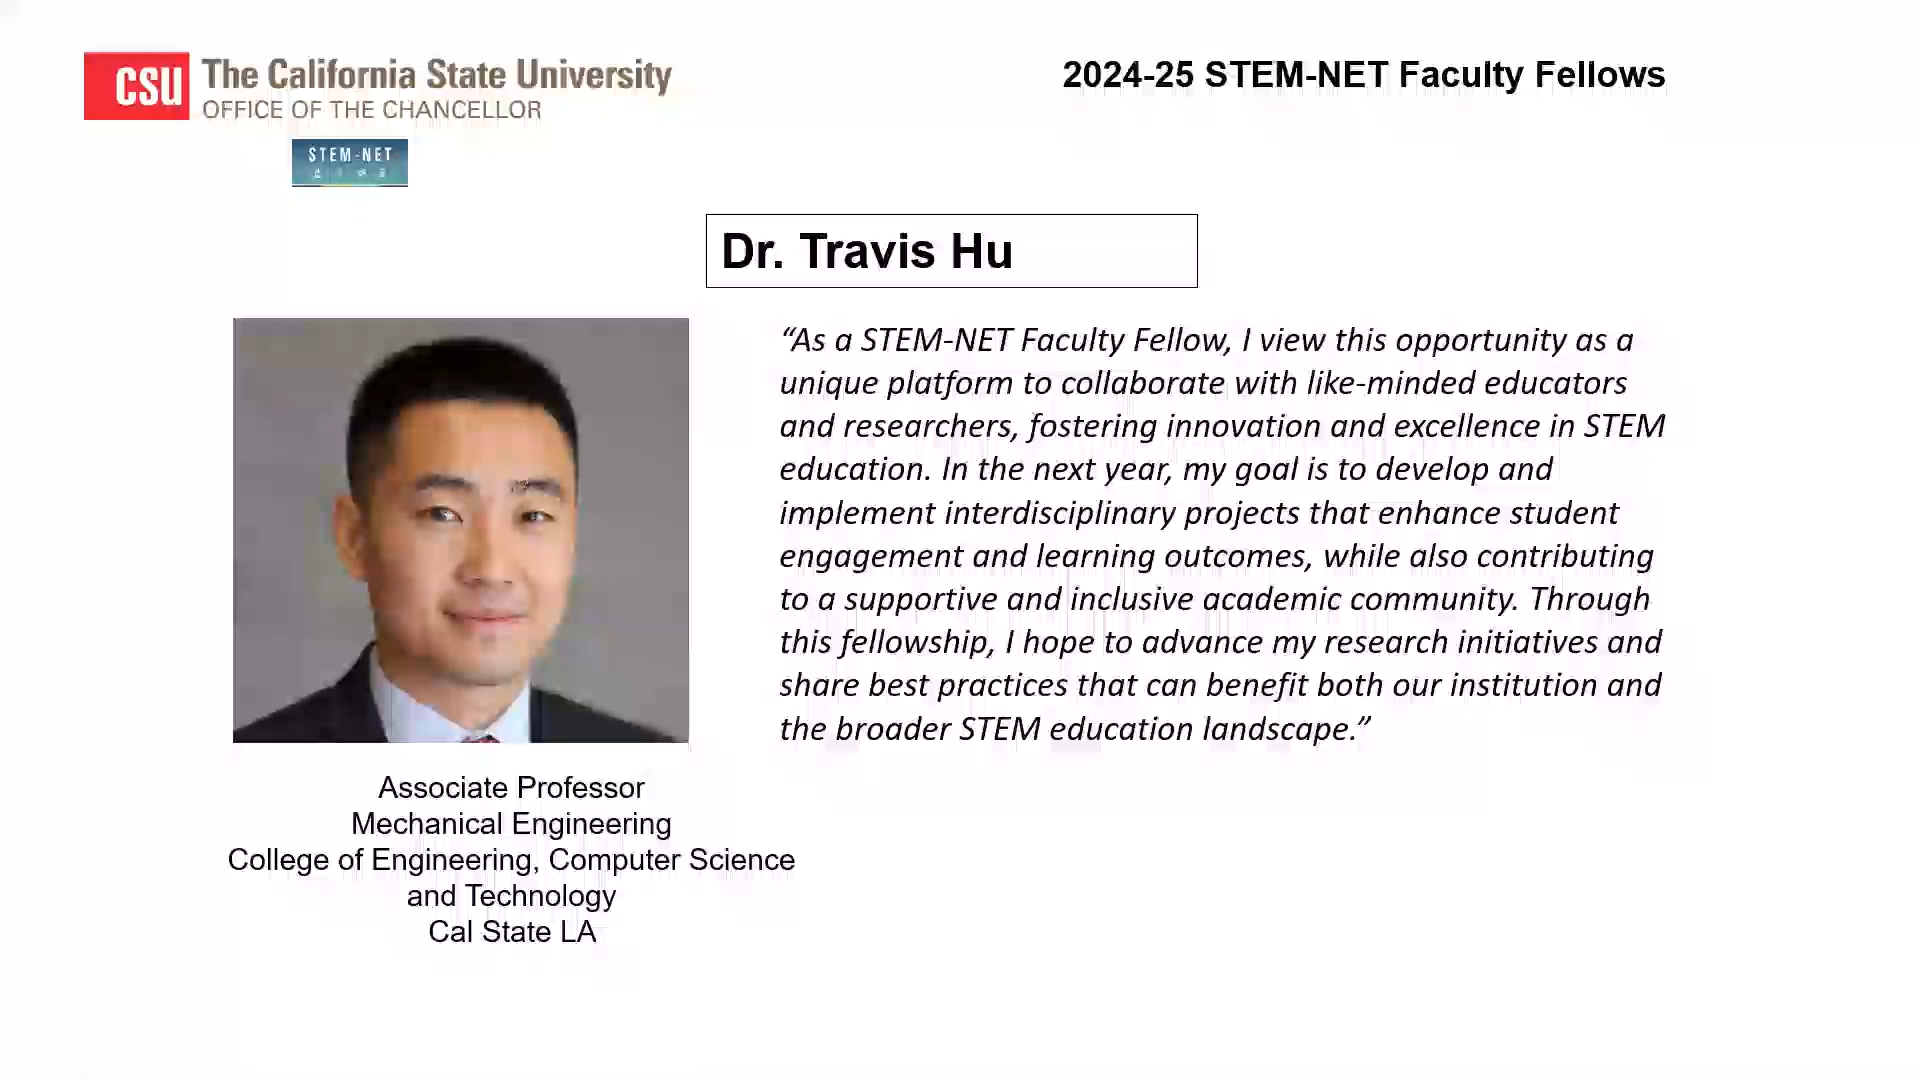 CSU The California State University
OFFICE OF THE CHANCELLOR
STEM-NET
2024-25 STEM-NET Faculty Fellows
Dr. Travis Hu
“As a STEM-NET Faculty Fellow, I view this opportunity as a
unique platform to collaborate with like-minded educators
and researchers, fostering innovation and excellence in STEM
education. In the next year, my goal is to develop and
implement interdisciplinary projects that enhance student
engagement and learning outcomes, while also contributing
to a supportive and inclusive academic community. Through
this fellowship, I hope to advance my research initiatives and
share best practices that can benefit both our institution and
the broader STEM education landscape.”
Associate Professor
Mechanical Engineering
College of Engineering, Computer Science
and Technology
Cal State LA